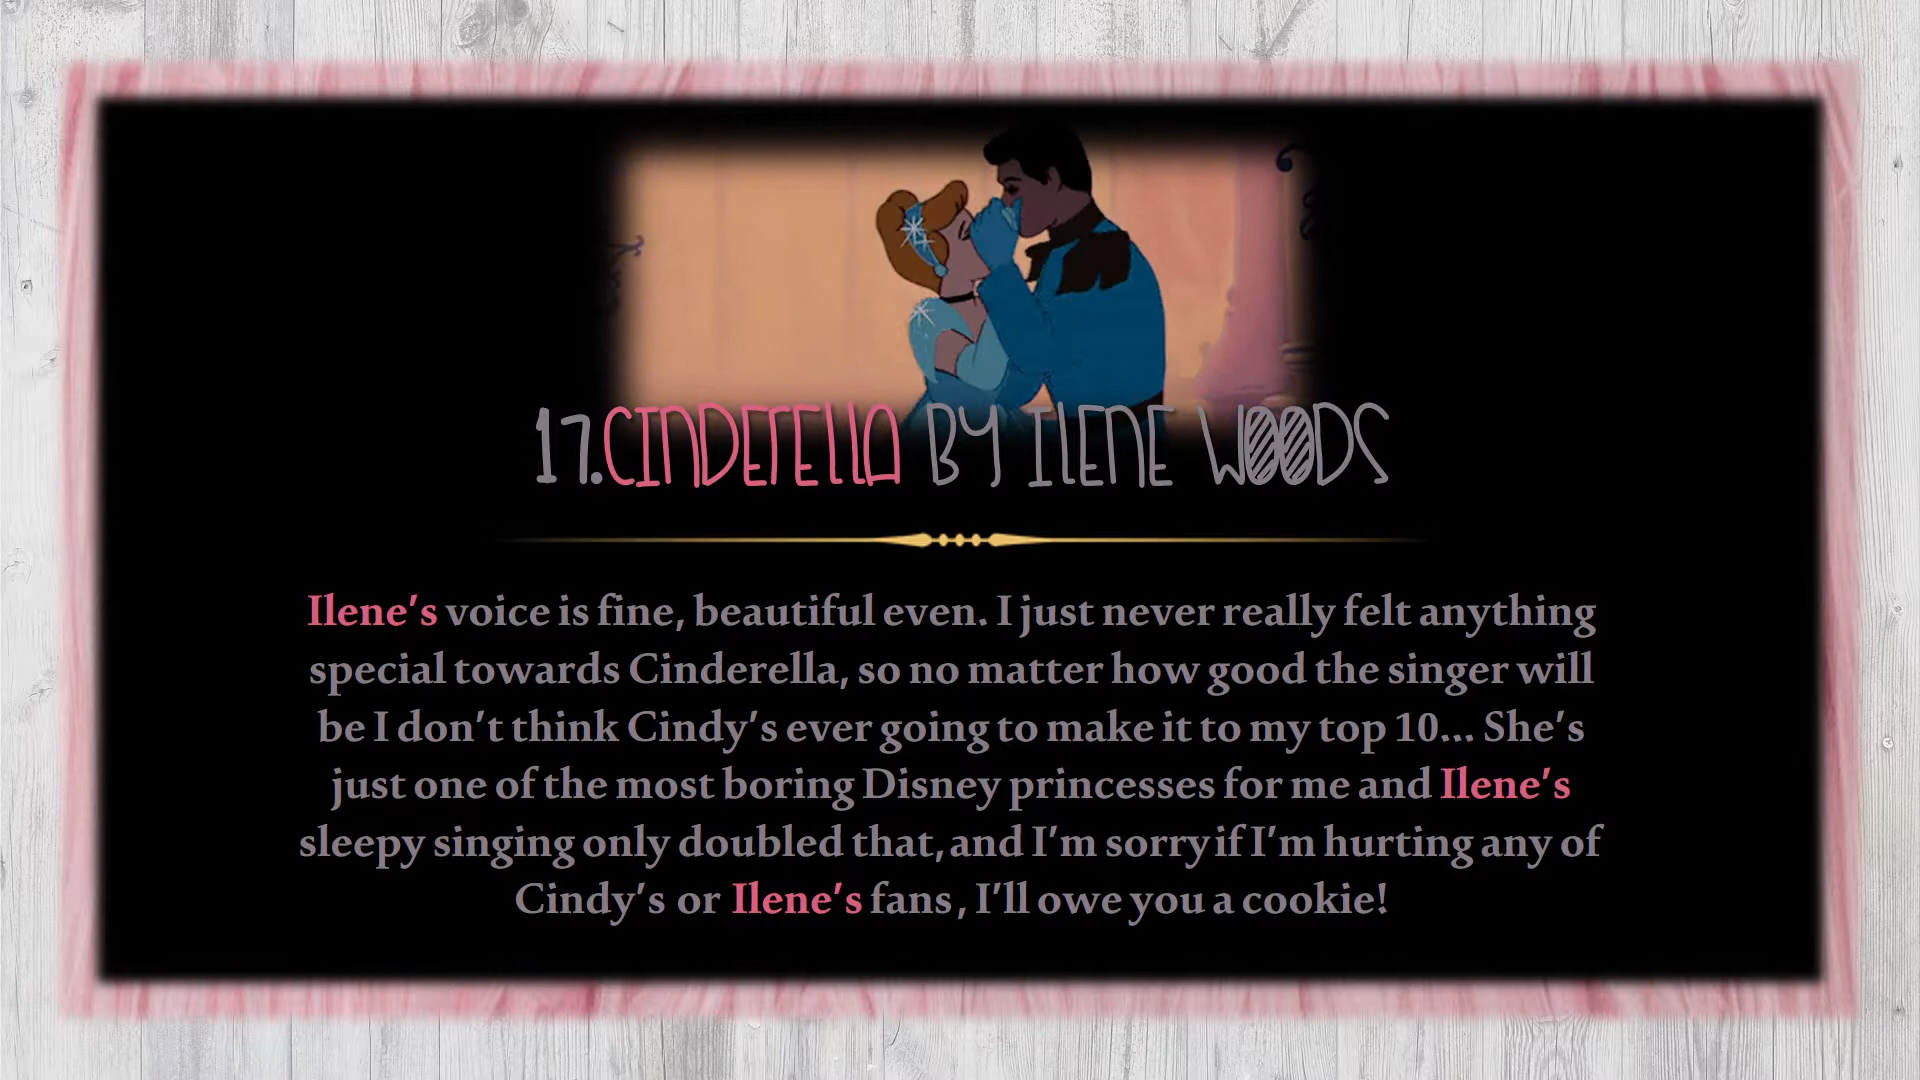 17.CINDERELLA BY ILENE WOODS
Ilene's voice is fine, beautiful even. I just never really felt anything
special towards Cinderella, so no matter how good the singer will
be I don't think Cindy's ever going to make it to my top 10... She's
just one of the most boring Disney princesses for me and Ilene's
sleepy singing only doubled that, and I'm sorry if I'm hurting any of
Cindy's or Ilene's fans, I'll owe you a cookie!